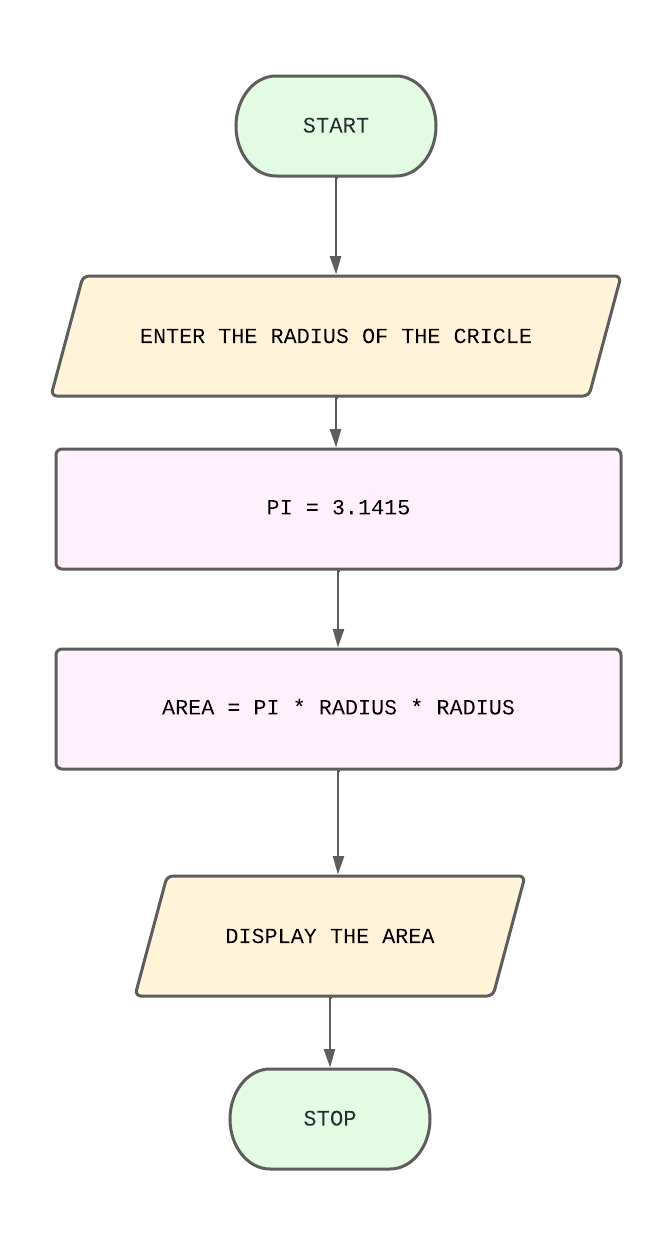 START
ENTER THE RADIUS OF THE CRICLE
PI = 3.1415
AREA = PI * RADIUS * RADIUS
DISPLAY THE AREA
STOP